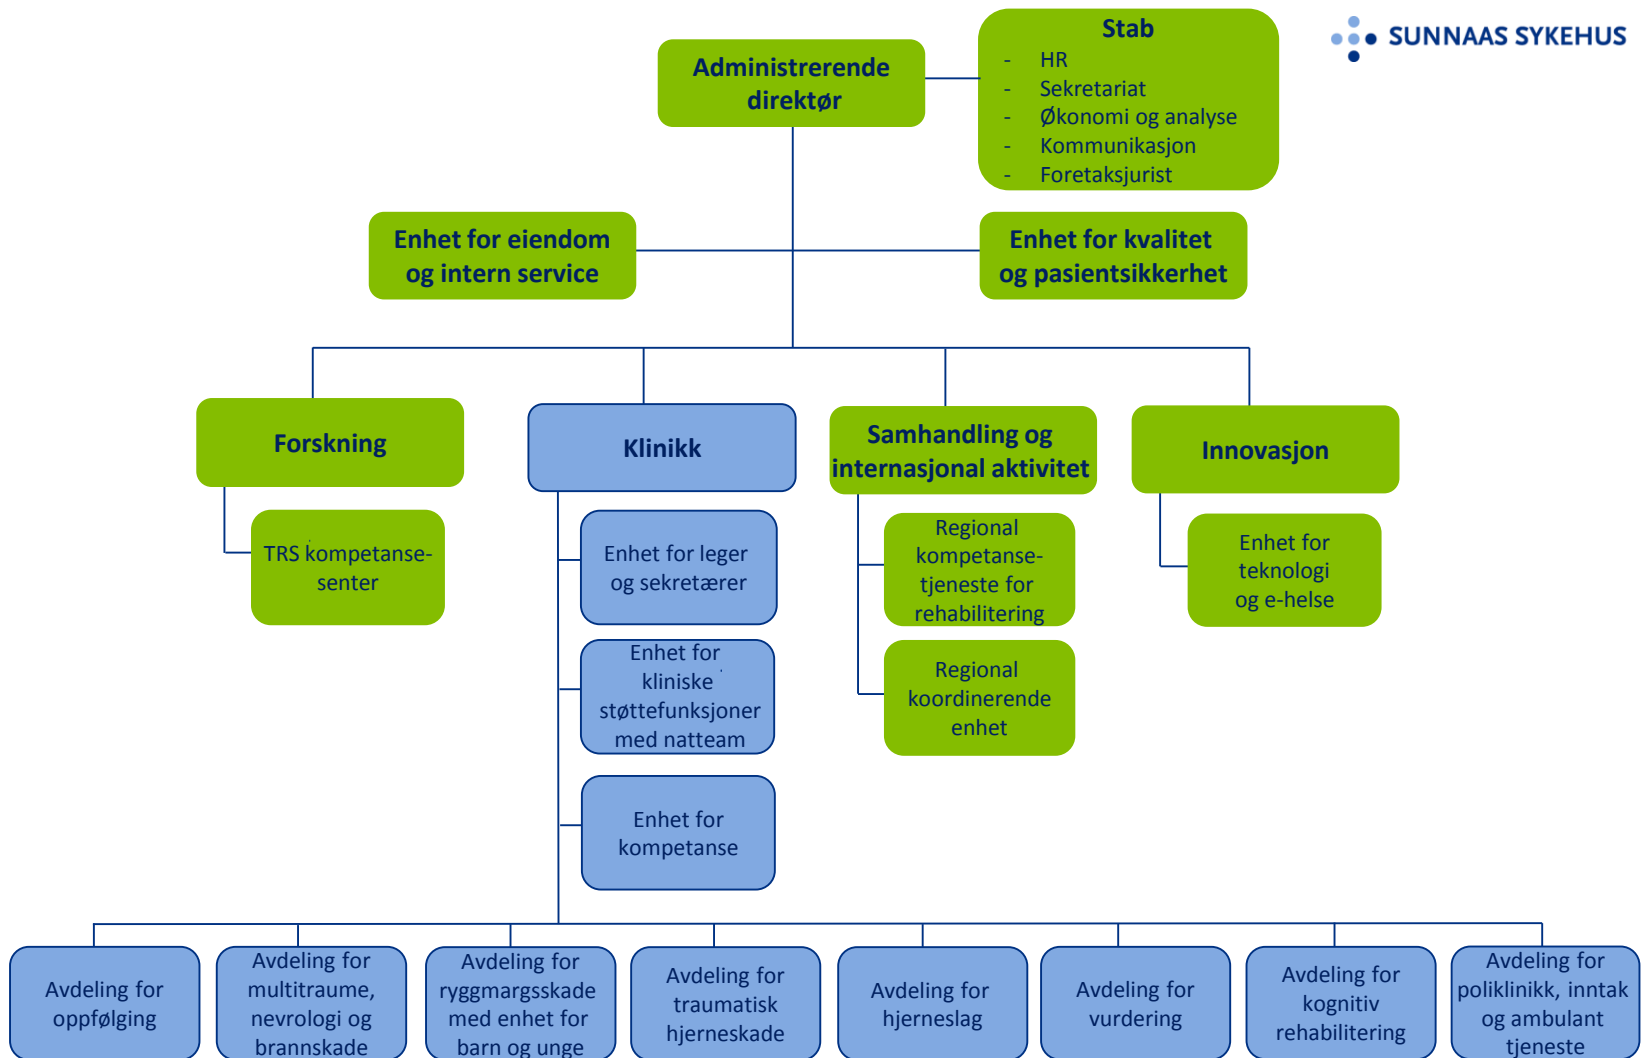 SUNNAAS SYKEHUS
Administrerende
direktør
Stab
- HR
- Sekretariat
- Økonomi og analyse
- Kommunikasjon
- Foretaksjurist
Enhet for eiendom
og intern service
Enhet for kvalitet
og pasientsikkerhet
Forskning
Klinikk
Samhandling og
internasjonal aktivitet
Innovasjon
TRS kompetanse-
senter
Enhet for leger
og sekretærer
Enhet for
kliniske
støttefunksjoner
med natteam
Enhet for
kompetanse
Regional
kompetanse-
tjeneste for
rehabilitering
Regional
koordinerende
enhet
Enhet for
teknologi
og e-helse
Avdeling for
oppfølging
Avdeling for
multitraume,
nevrologi og
brannskade
Avdeling for
ryggmargsskade
med enhet for
barn og unge
Avdeling for
traumatisk
hjerneskade
Avdeling for
hjerneslag
Avdeling for
vurdering
Avdeling for
kognitiv
rehabilitering
Avdeling for
poliklinikk, inntak
og ambulant
tjeneste